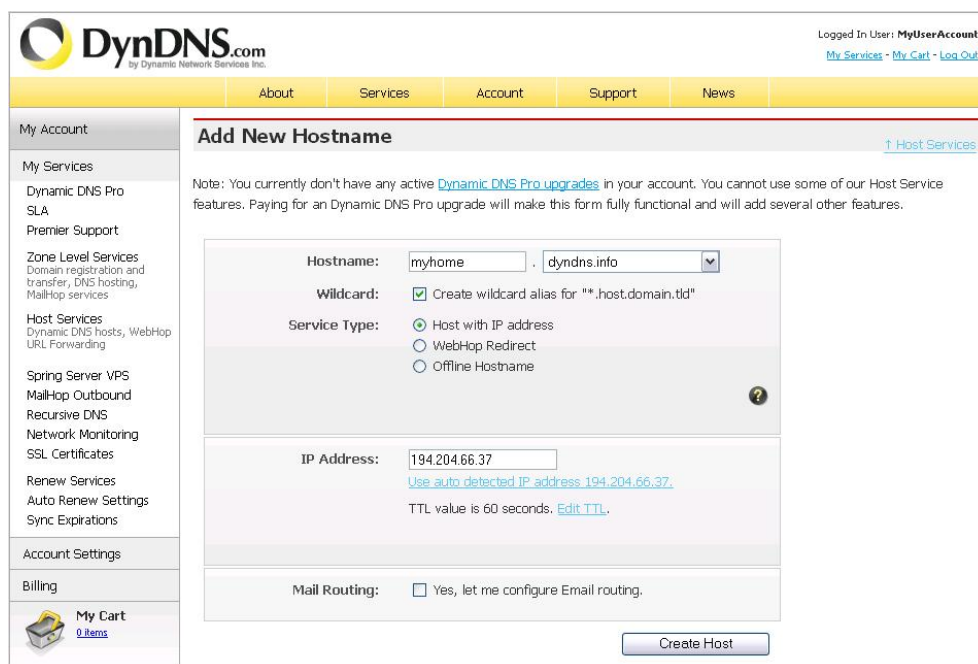 DynDNS.com
by Dynamic Network Services Inc.
Logged In User: MyUserAccount
My Services - My Cart - Log Out
About Services Account Support News
My Account
My Services
Dynamic DNS Pro
SLA
Premier Support
Zone Level Services
Domain registration and
transfer, DNS hosting,
MailHop services
Host Services
Dynamic DNS hosts, WebHop
URL Forwarding
Spring Server VPS
MailHop Outbound
Recursive DNS
Network Monitoring
SSL Certificates
Renew Services
Auto Renew Settings
Sync Expirations
Account Settings
Billing
My Cart
0 items
Add New Hostname
↑ Host Services
Note: You currently don't have any active Dynamic DNS Pro upgrades in your account. You cannot use some of our Host Service
features. Paying for an Dynamic DNS Pro upgrade will make this form fully functional and will add several other features.
Hostname: myhome . dyndns.info
Wildcard: Create wildcard alias for "*.host.domain.tld"
Service Type: Host with IP address
WebHop Redirect
Offline Hostname
?
IP Address: 194.204.66.37
Use auto detected IP address 194.204.66.37.
TTL value is 60 seconds. Edit TTL.
Mail Routing: Yes, let me configure Email routing.
Create Host